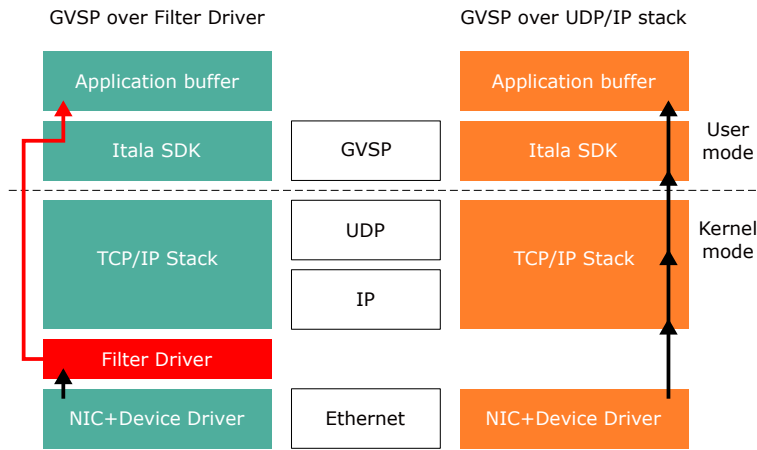 GVSP over Filter Driver
GVSP over UDP/IP stack
Application buffer
Application buffer
Itala SDK
GVSP
Itala SDK
User
mode
TCP/IP Stack
UDP
IP
TCP/IP Stack
Kernel
mode
Filter Driver
NIC+Device Driver
Ethernet
NIC+Device Driver